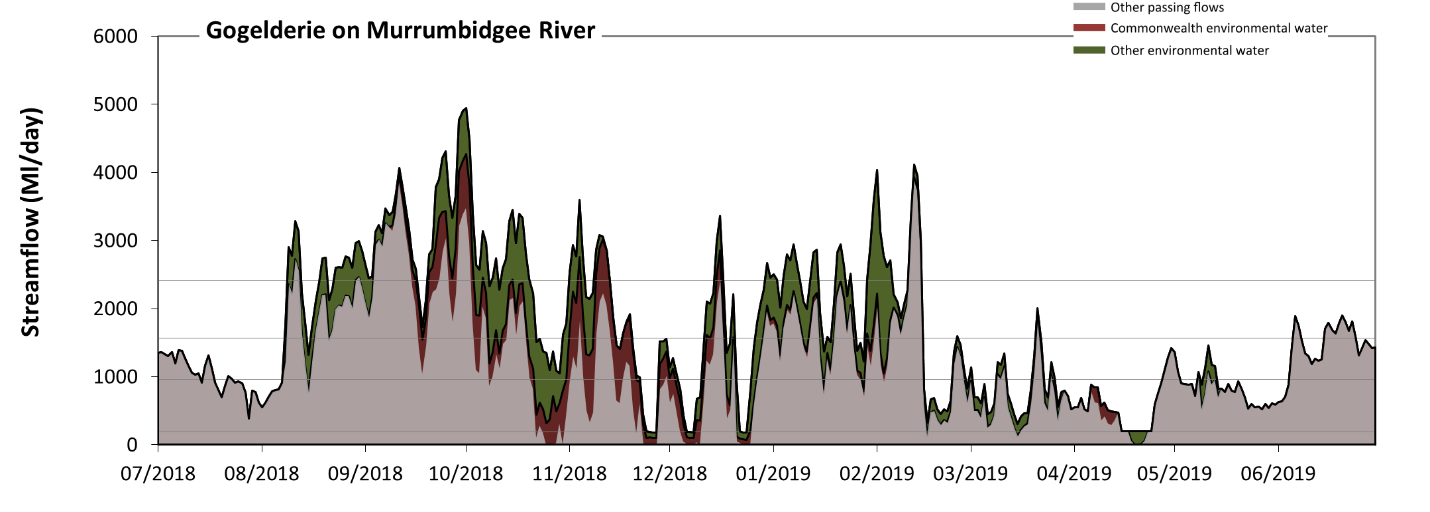 Other passing flows
Commonwealth environmental water
Other environmental water
Gogelderie on Murrumbidgee River
Streamflow (Ml/day)
6000
5000
4000
3000
2000
1000
0
07/2018 08/2018 09/2018 10/2018 11/2018 12/2018 01/2019 02/2019 03/2019 04/2019 05/2019 06/2019